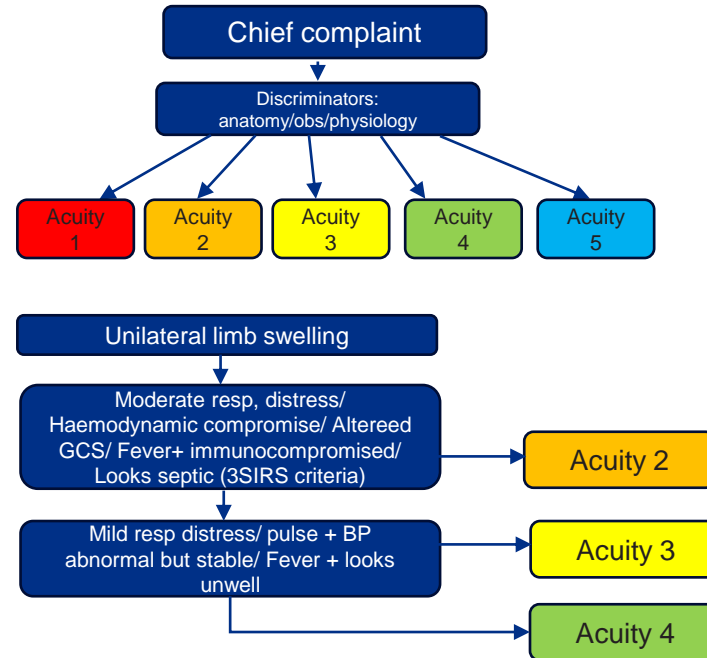 Chief complaint
Discriminators:
anatomy/obs/physiology
Acuity
1
Acuity
2
Acuity
3
Acuity
4
Acuity
5
Unilateral limb swelling
Moderate resp, distress/
Haemodynamic compromise/ Altereed
GCS/ Fever+ immunocompromised/
Looks septic (3SIRS criteria)
Acuity 2
Mild resp distress/ pulse + BP
abnormal but stable/ Fever + looks
unwell
Acuity 3
Acuity 4